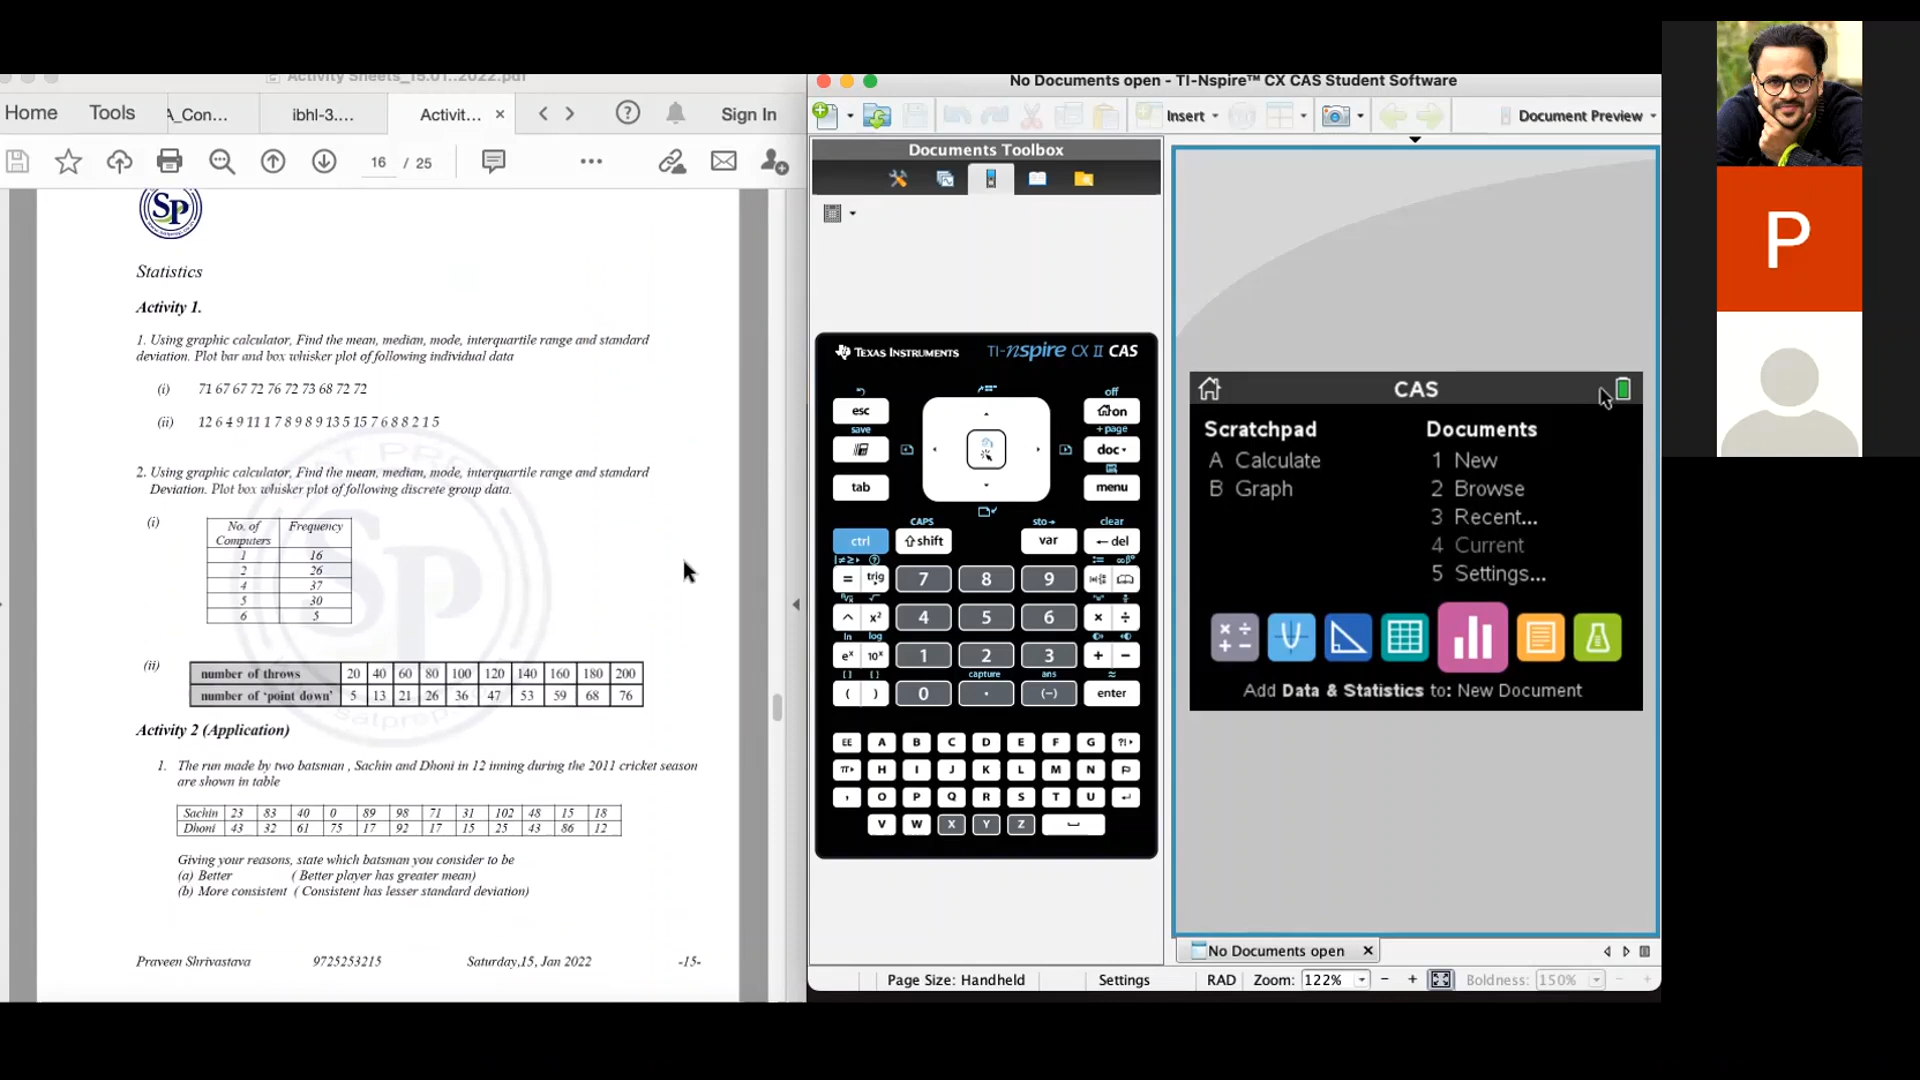 Activity Sheets_15.01..2022.pdf
Home Tools A_Con... ibhl-3.... Activit... × Sign In
16 / 25
SP
Statistics
Activity 1.
1. Using graphic calculator, Find the mean, median, mode, interquartile range and standard
deviation. Plot bar and box whisker plot of following individual data
(i) 71 67 67 72 76 72 73 68 72 72
(ii) 12 6 4 9 11 1 7 8 9 8 9 13 5 15 7 6 8 8 2 1 5
2. Using graphic calculator, Find the mean, median, mode, interquartile range and standard
Deviation. Plot box whisker plot of following discrete group data.
(i)
No. of Computers Frequency
1 16
2 26
4 37
5 30
6 5
(ii)
number of throws 20 40 60 80 100 120 140 160 180 200
number of 'point down' 5 13 21 26 36 47 53 59 68 76
Activity 2 (Application)
1. The run made by two batsman , Sachin and Dhoni in 12 inning during the 2011 cricket season
are shown in table
Sachin 23 83 40 0 89 98 71 31 102 48 15 18
Dhoni 43 32 61 75 17 92 17 15 25 43 86 12
Giving your reasons, state which batsman you consider to be
(a) Better ( Better player has greater mean)
(b) More consistent ( Consistent has lesser standard deviation)
Praveen Shrivastava 9725253215 Saturday,15, Jan 2022 -15-
No Documents open - TI-Nspire™ CX CAS Student Software
Insert Document Preview
Documents Toolbox
TEXAS INSTRUMENTS TI-nspire CX II CAS
off
esc on
save +page
doc
tab menu
CAPS sto→ clear
ctrl shift var del
= trig 7 8 9
^ x² 4 5 6 × ÷
ln log
eˣ 10ˣ 1 2 3 + −
capture ans ≈
( ) 0 . (−) enter
EE A B C D E F G ?!
π H I J K L M N
, O P Q R S T U
V W X Y Z
CAS
Scratchpad Documents
A Calculate 1 New
B Graph 2 Browse
3 Recent...
4 Current
5 Settings...
Add Data & Statistics to: New Document
No Documents open ×
Page Size: Handheld Settings RAD Zoom: 122% − + Boldness: 150% − +
P